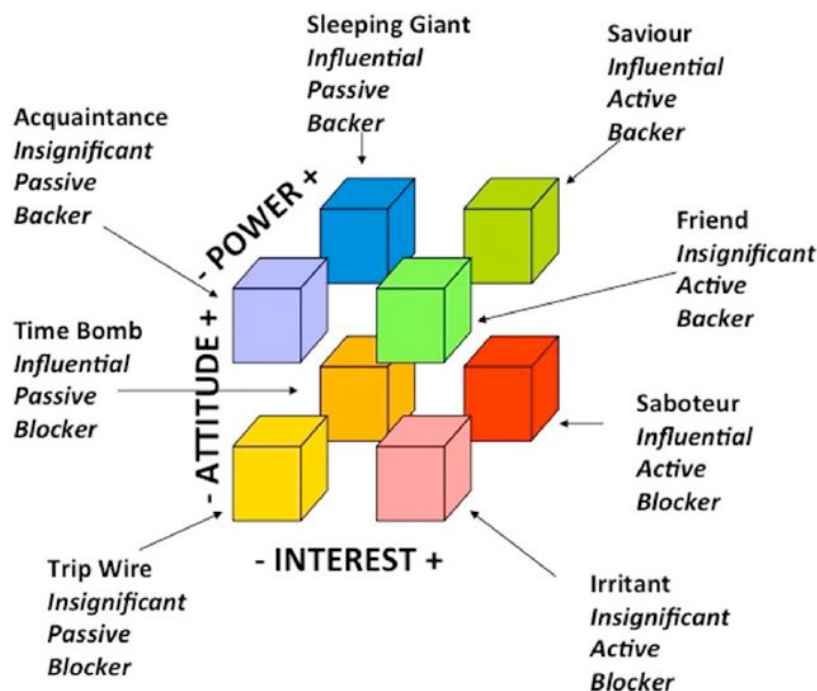 Sleeping Giant
Influential
Passive
Backer
Saviour
Influential
Active
Backer
Acquaintance
Insignificant
Passive
Backer
- POWER +
Friend
Insignificant
Active
Backer
Time Bomb
Influential
Passive
Blocker
- ATTITUDE +
Saboteur
Influential
Active
Blocker
- INTEREST +
Trip Wire
Insignificant
Passive
Blocker
Irritant
Insignificant
Active
Blocker